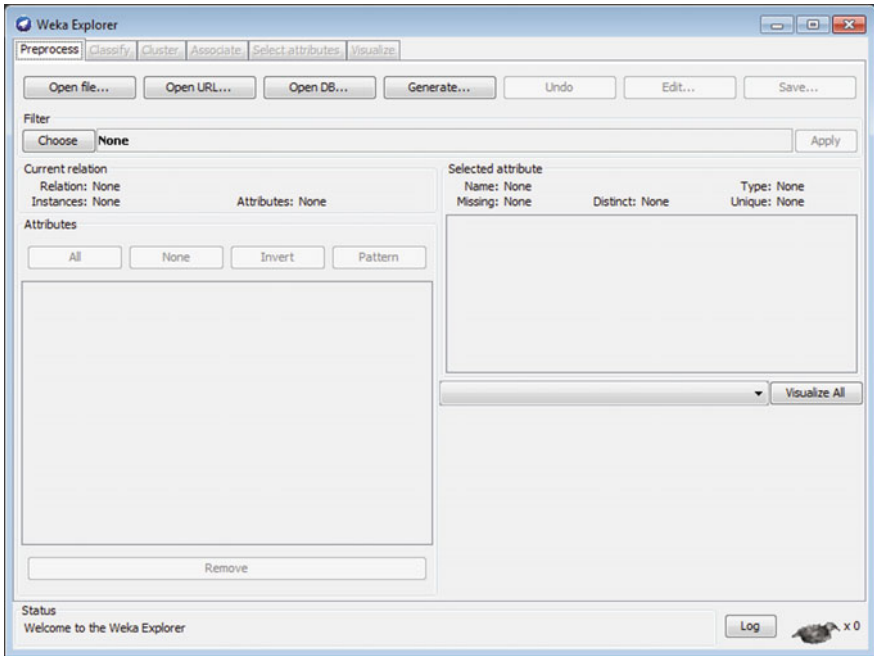 Weka Explorer
Preprocess Classify Cluster Associate Select attributes Visualize
Open file... Open URL... Open DB... Generate... Undo Edit... Save...
Filter
Choose None Apply
Current relation
Relation: None
Instances: None Attributes: None
Attributes
All None Invert Pattern
Remove
Selected attribute
Name: None Type: None
Missing: None Distinct: None Unique: None
Visualize All
Status
Welcome to the Weka Explorer
Log x 0